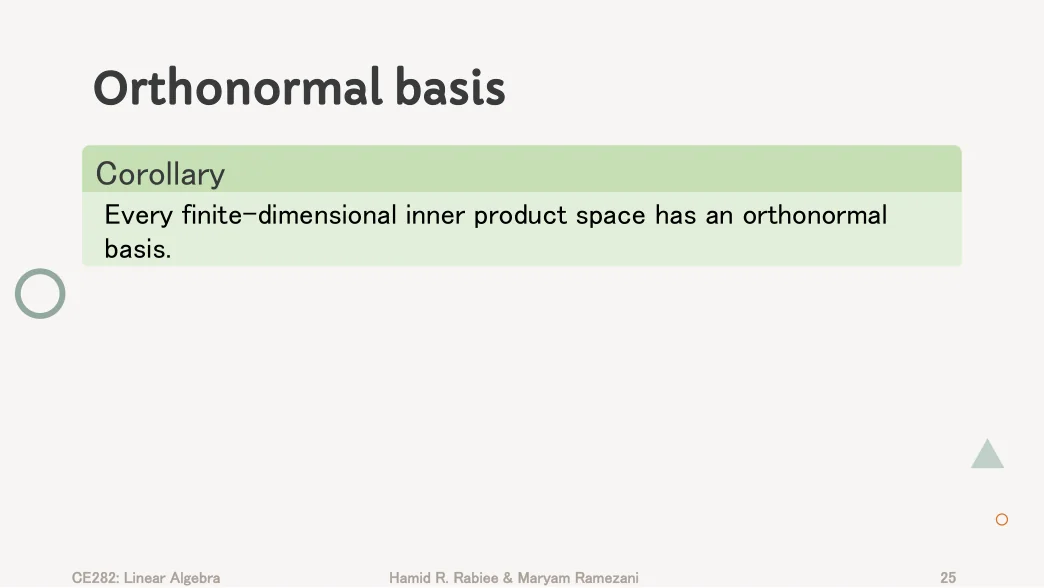 Orthonormal basis
Corollary
Every finite-dimensional inner product space has an orthonormal
basis.
CE282: Linear Algebra
Hamid R. Rabiee & Maryam Ramezani
25